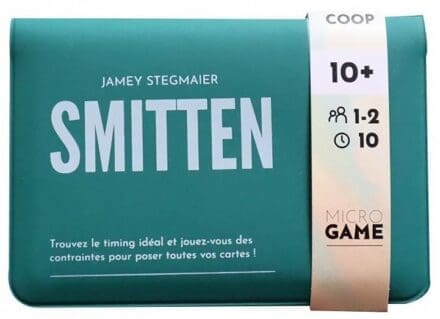 JAMEY STEGMAIER
SMITTEN
Trouvez le timing idéal et jouez-vous des
contraintes pour poser toutes vos cartes !
COOP
10+
1-2
10
MICRO
GAME